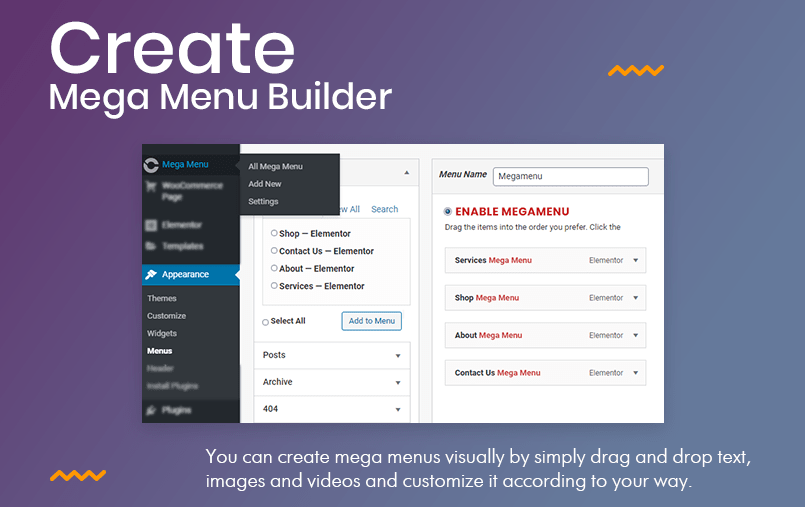 Create
Mega Menu Builder
Mega Menu
WooCommerce
Page
Elementor
Templates
Appearance
Themes
Customize
Widgets
Menus
Header
Install Plugins
Plugins
All Mega Menu
Add New
Settings
All
Search
Shop — Elementor
Contact Us — Elementor
About — Elementor
Services — Elementor
Select All
Add to Menu
Posts
Archive
404
Menu Name
Megamenu
ENABLE MEGAMENU
Drag the items into the order you prefer. Click the
Services Mega Menu Elementor
Shop Mega Menu Elementor
About Mega Menu Elementor
Contact Us Mega Menu Elementor
You can create mega menus visually by simply drag and drop text,
images and videos and customize it according to your way.